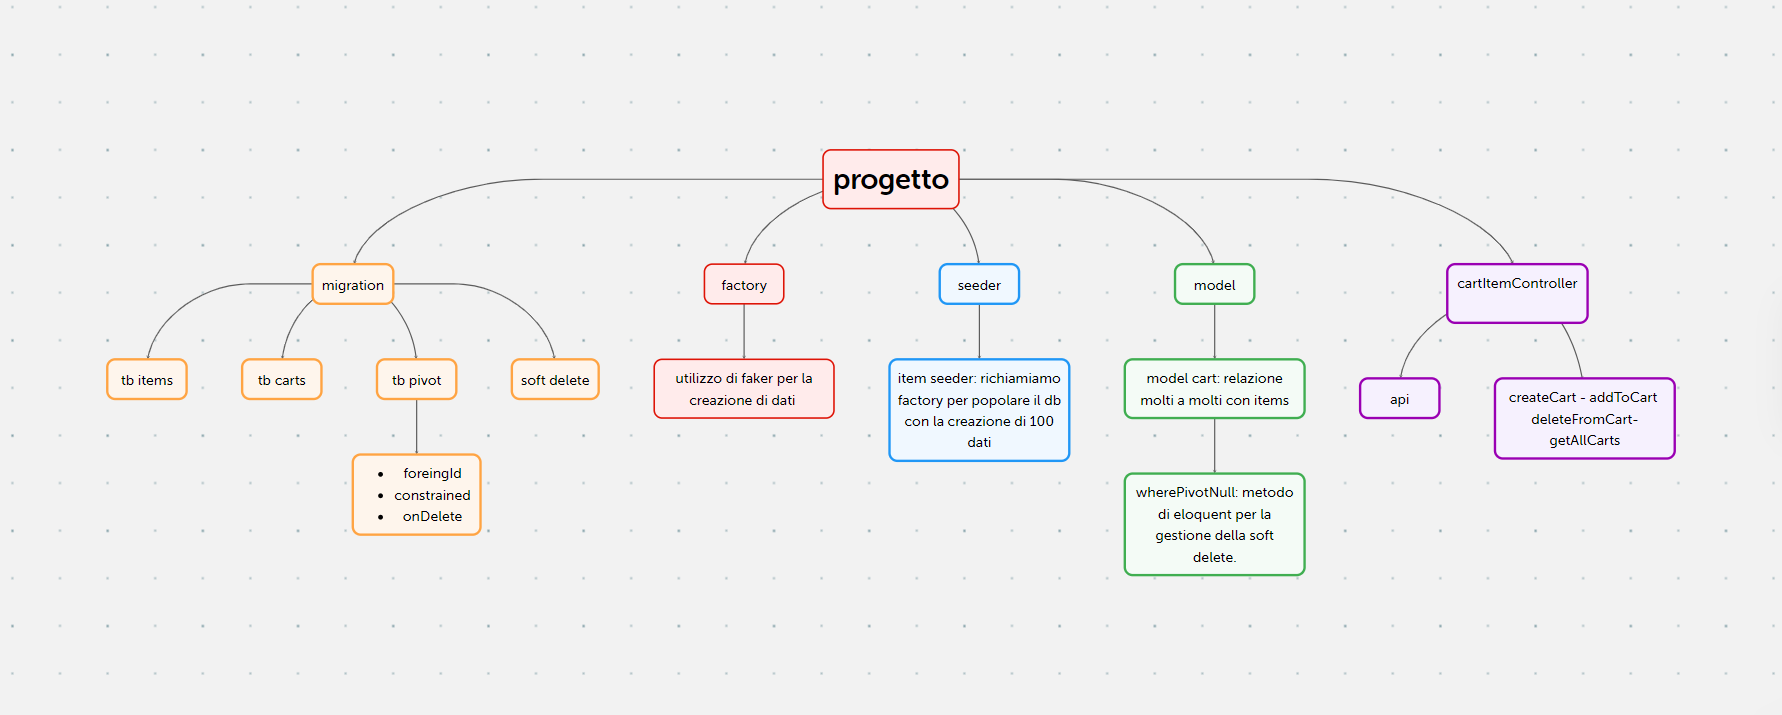 progetto
migration
factory
seeder
model
cartItemController
tb items
tb carts
tb pivot
soft delete
utilizzo di faker per la
creazione di dati
item seeder: richiamiamo
factory per popolare il db
con la creazione di 100
dati
model cart: relazione
molti a molti con items
api
createCart - addToCart
deleteFromCart-
getAllCarts
• foreingId
• constrained
• onDelete
wherePivotNull: metodo
di eloquent per la
gestione della soft
delete.